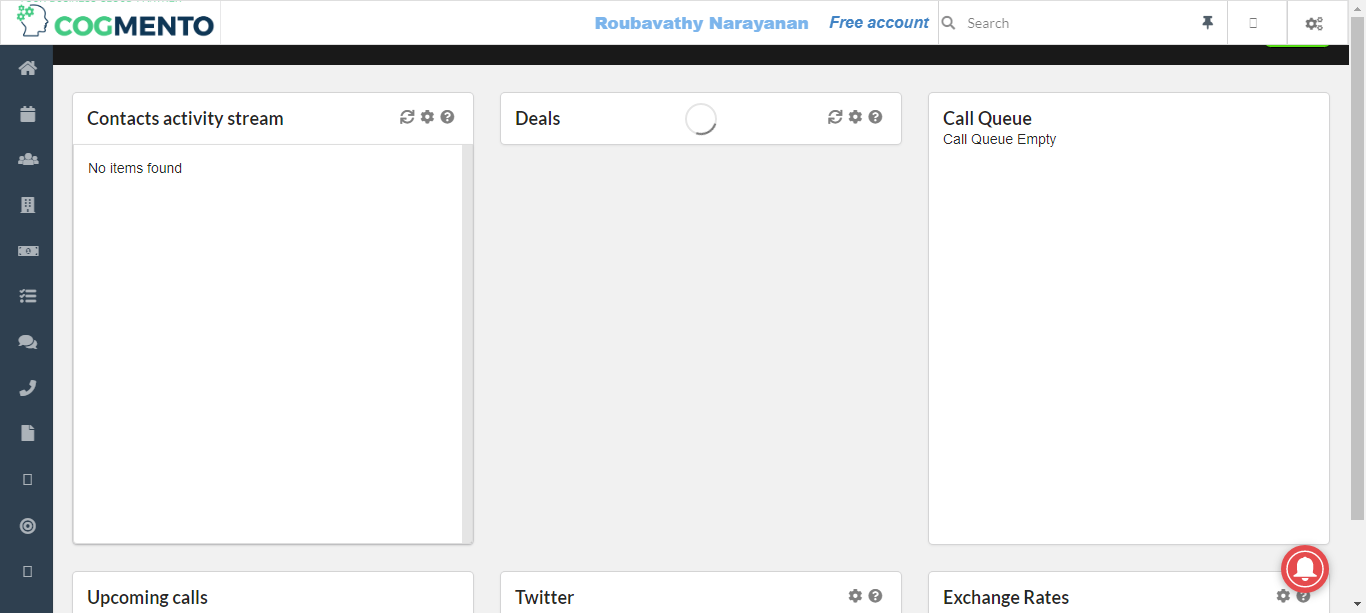 COGMENTO
Roubavathy Narayanan
Free account
Search
Contacts activity stream
No items found
Deals
Call Queue
Call Queue Empty
Upcoming calls
Twitter
Exchange Rates